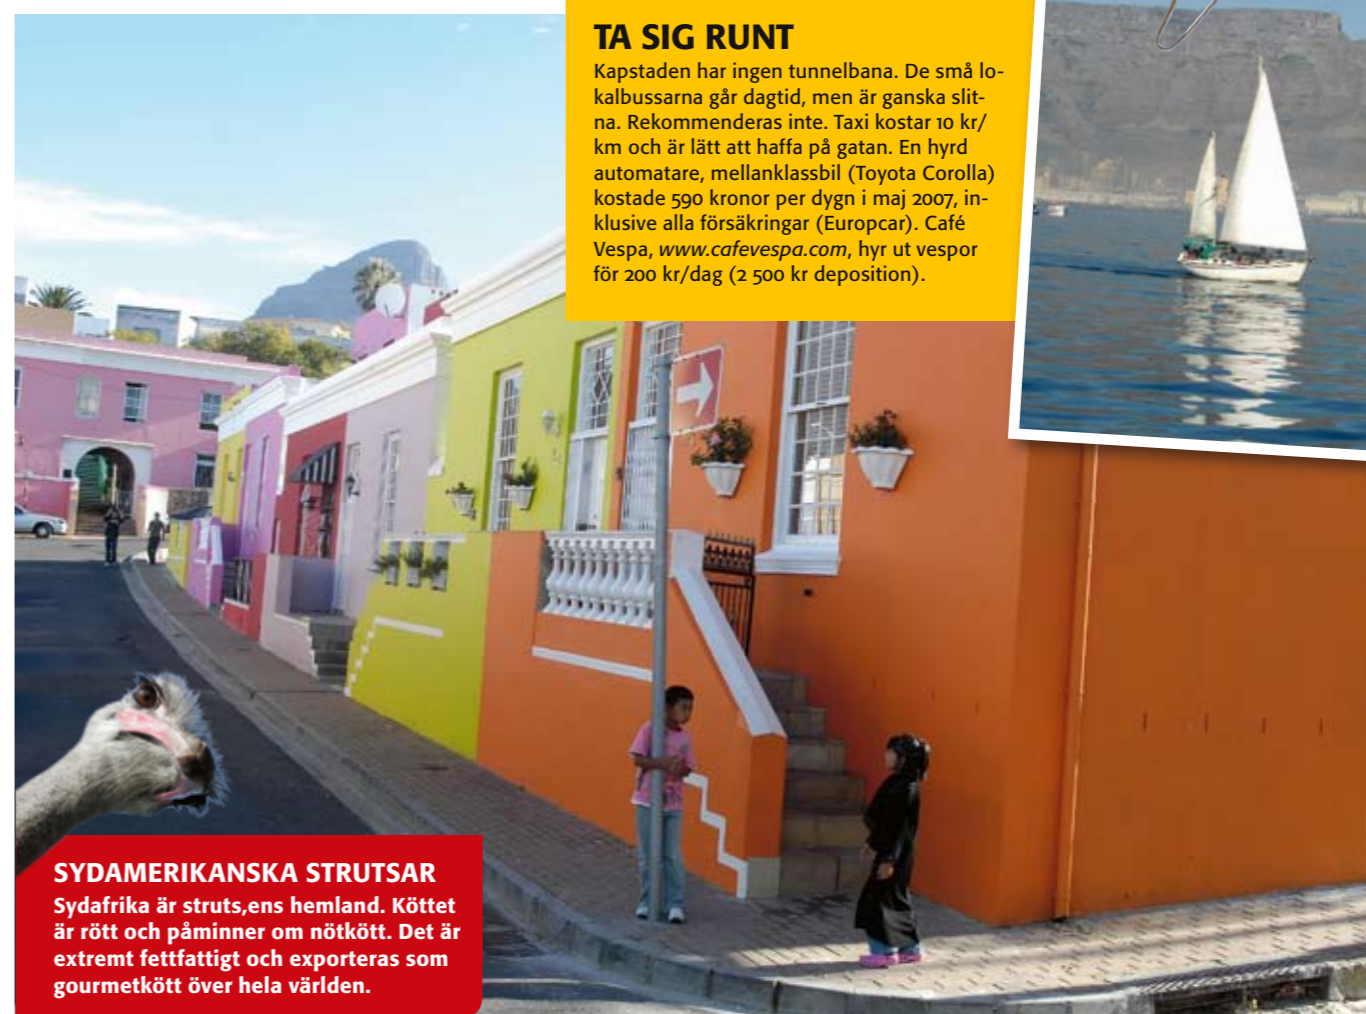 TA SIG RUNT
Kapstaden har ingen tunnelbana. De små lo-
kalbussarna går dagtid, men är ganska slit-
na. Rekommenderas inte. Taxi kostar 10 kr/
km och är lätt att haffa på gatan. En hyrd
automatare, mellanklassbil (Toyota Corolla)
kostade 590 kronor per dygn i maj 2007, in-
klusive alla försäkringar (Europcar). Café
Vespa, www.cafevespa.com, hyr ut vespor
för 200 kr/dag (2 500 kr deposition).
SYDAMERIKANSKA STRUTSAR
Sydafrika är struts,ens hemland. Köttet
är rött och påminner om nötkött. Det är
extremt fettfattigt och exporteras som
gourmetkött över hela världen.